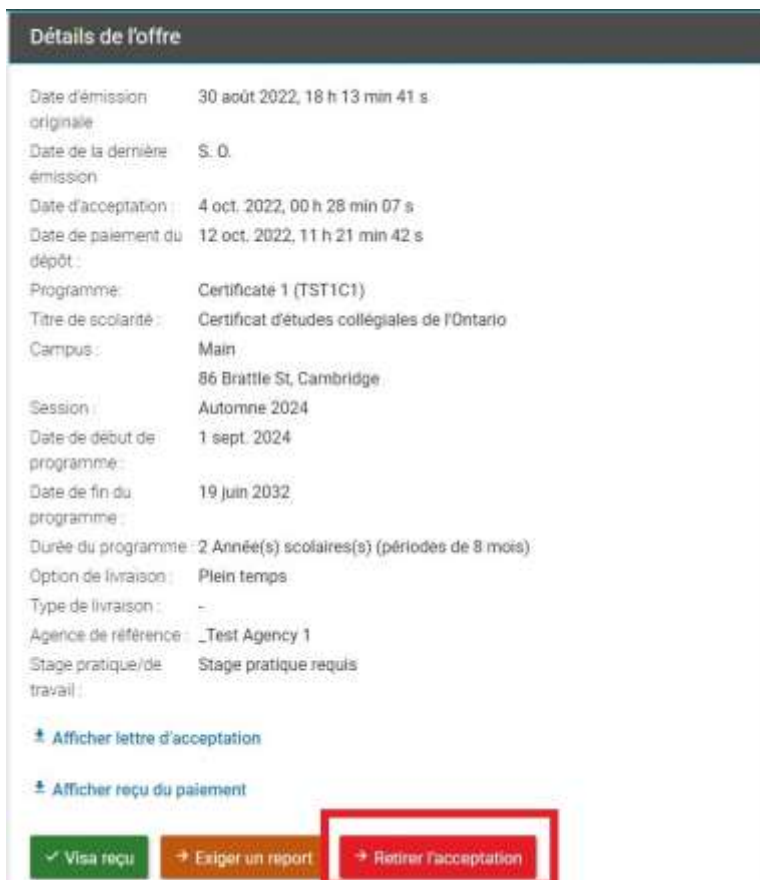 Détails de l'offre
Date d'émission 30 août 2022, 18 h 13 min 41 s
originale
Date de la dernière S. O.
émission
Date d'acceptation : 4 oct. 2022, 00 h 28 min 07 s
Date de paiement du 12 oct. 2022, 11 h 21 min 42 s
dépôt :
Programme: Certificate 1 (TST1C1)
Titre de scolarité : Certificat d'études collégiales de l'Ontario
Campus : Main
86 Brattle St, Cambridge
Session : Automne 2024
Date de début de 1 sept. 2024
programme :
Date de fin du 19 juin 2032
programme :
Durée du programme : 2 Année(s) scolaires(s) (périodes de 8 mois)
Option de livraison : Plein temps
Type de livraison : -
Agence de référence : _Test Agency 1
Stage pratique/de Stage pratique requis
travail :
Afficher lettre d'acceptation
Afficher reçu du paiement
Visa reçu Exiger un report Retirer l'acceptation